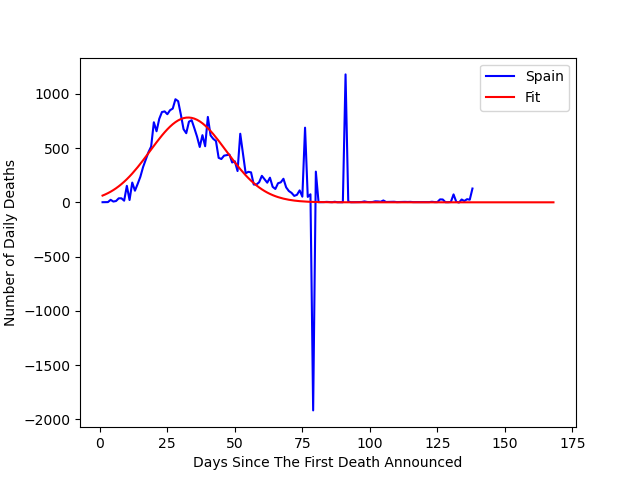 Spain
Fit
1000
500
0
−500
−1000
−1500
−2000
Number of Daily Deaths
0 25 50 75 100 125 150 175
Days Since The First Death Announced